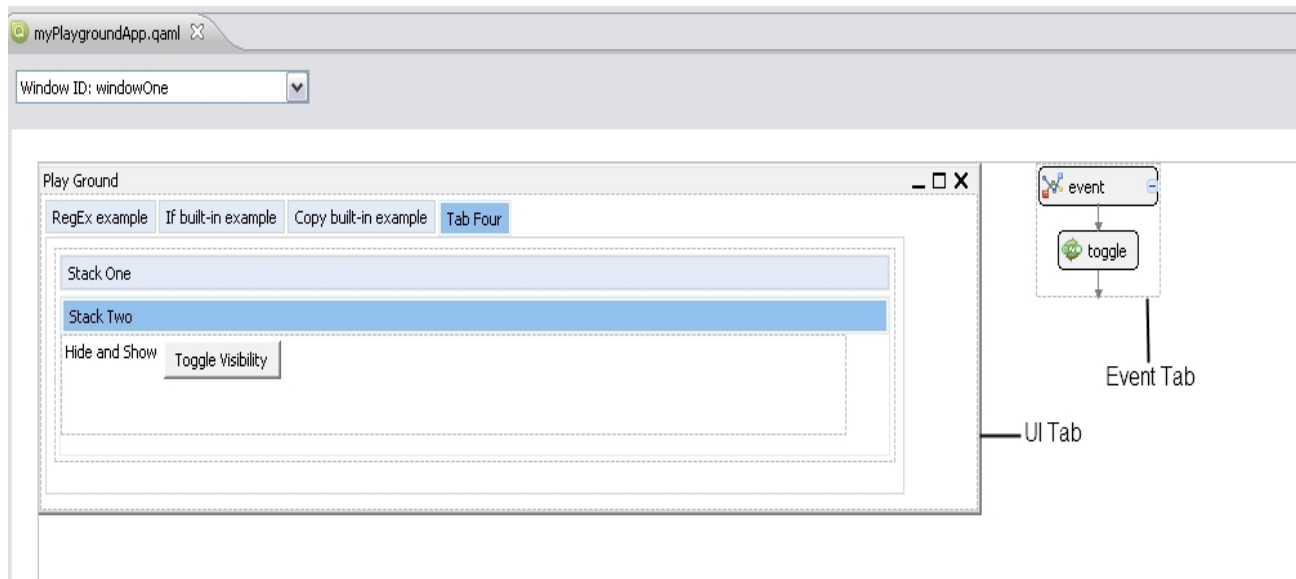 myPlaygroundApp.qaml
Window ID: windowOne
Play Ground
RegEx example If built-in example Copy built-in example Tab Four
Stack One
Stack Two
Hide and Show Toggle Visibility
event
toggle
Event Tab
UI Tab